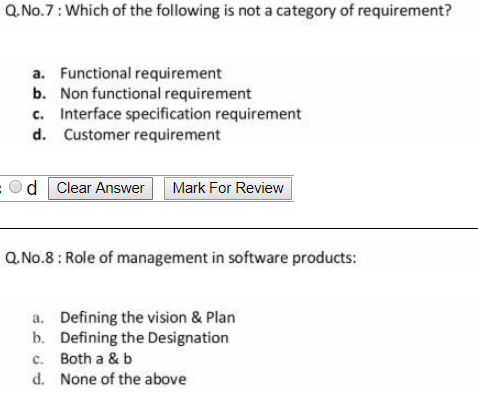 Q.No.7 : Which of the following is not a category of requirement?
a. Functional requirement
b. Non functional requirement
c. Interface specification requirement
d. Customer requirement
d Clear Answer Mark For Review
Q.No.8 : Role of management in software products:
a. Defining the vision & Plan
b. Defining the Designation
c. Both a & b
d. None of the above